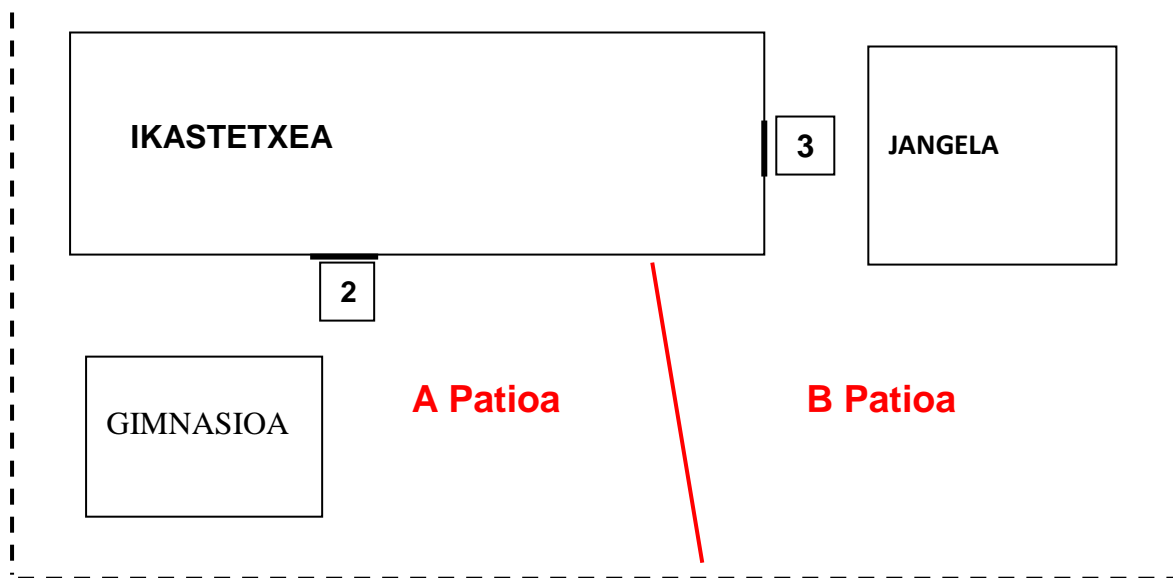 IKASTETXEA
3
JANGELA
2
A Patioa
B Patioa
GIMNASIOA